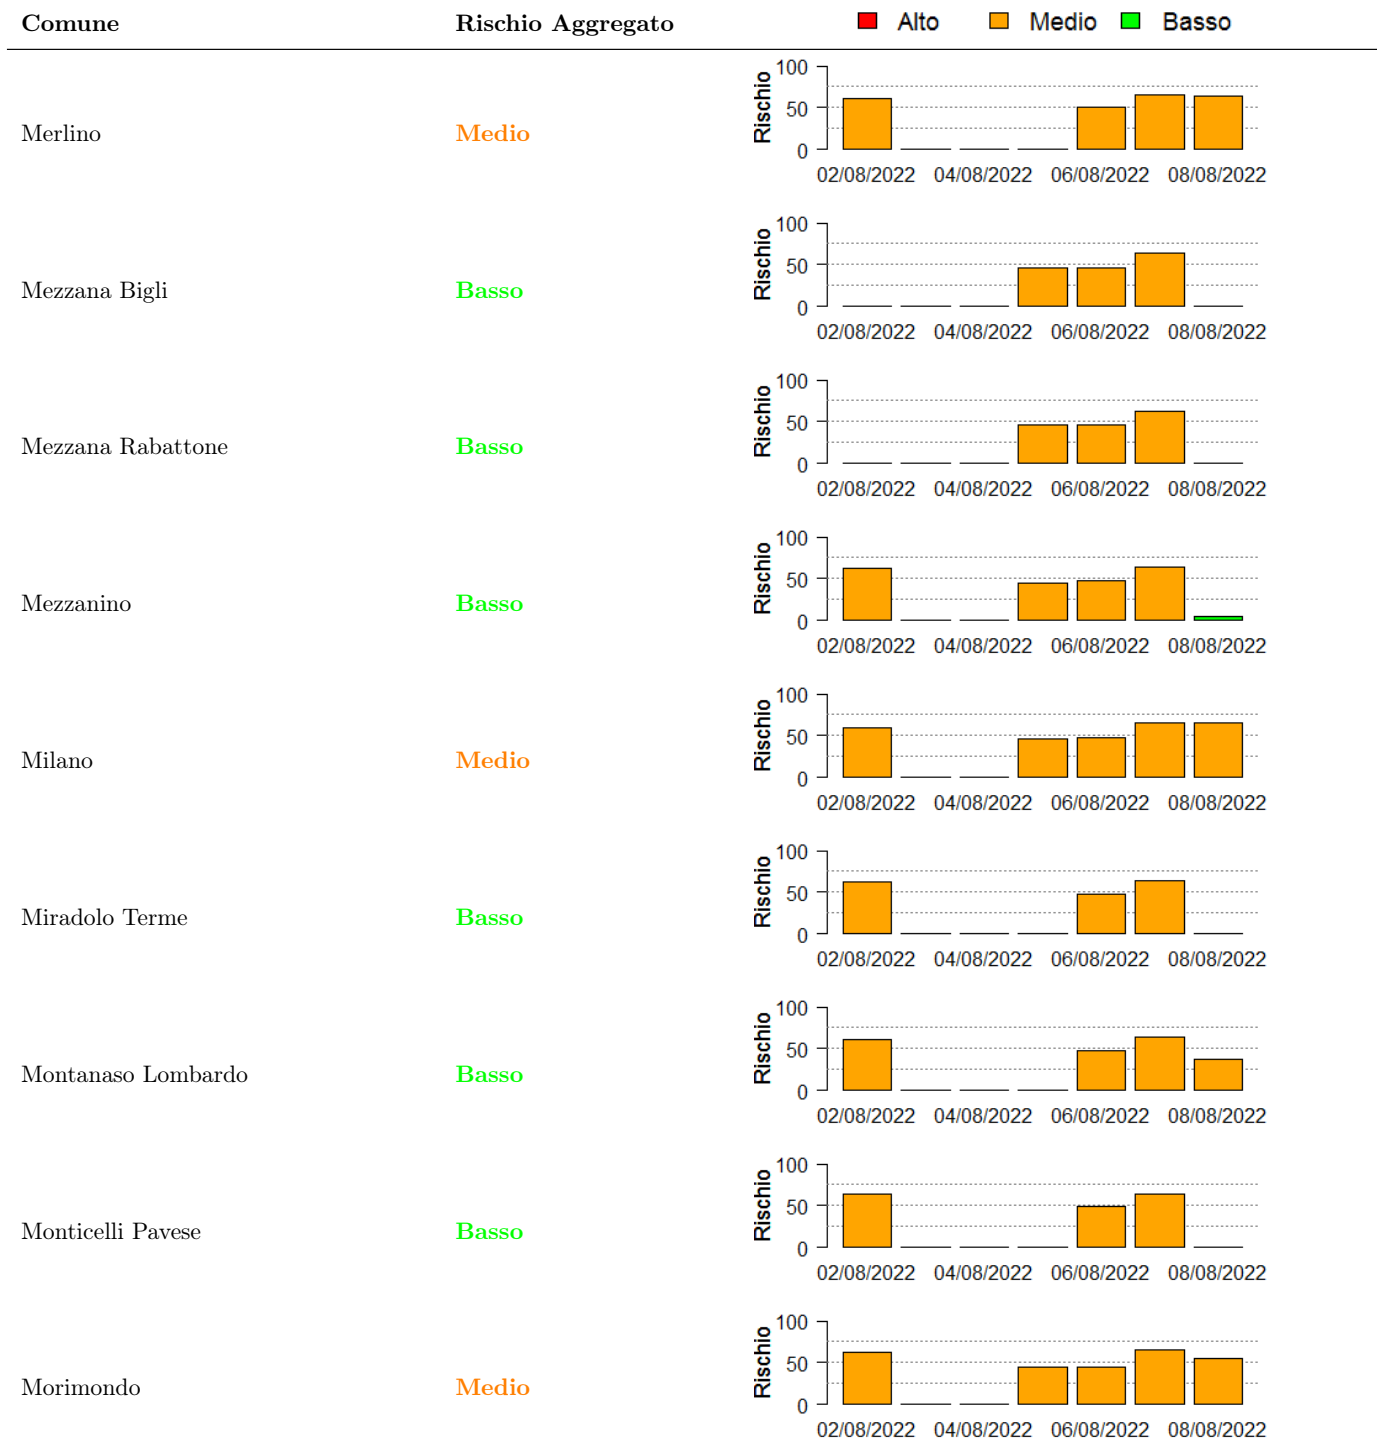 Comune Rischio Aggregato Alto Medio Basso
100
50
0
Rischio
Merlino Medio
02/08/2022 04/08/2022 06/08/2022 08/08/2022
100
50
0
Rischio
Mezzana Bigli Basso
02/08/2022 04/08/2022 06/08/2022 08/08/2022
100
50
0
Rischio
Mezzana Rabattone Basso
02/08/2022 04/08/2022 06/08/2022 08/08/2022
100
50
0
Rischio
Mezzanino Basso
02/08/2022 04/08/2022 06/08/2022 08/08/2022
100
50
0
Rischio
Milano Medio
02/08/2022 04/08/2022 06/08/2022 08/08/2022
100
50
0
Rischio
Miradolo Terme Basso
02/08/2022 04/08/2022 06/08/2022 08/08/2022
100
50
0
Rischio
Montanaso Lombardo Basso
02/08/2022 04/08/2022 06/08/2022 08/08/2022
100
50
0
Rischio
Monticelli Pavese Basso
02/08/2022 04/08/2022 06/08/2022 08/08/2022
100
50
0
Rischio
Morimondo Medio
02/08/2022 04/08/2022 06/08/2022 08/08/2022